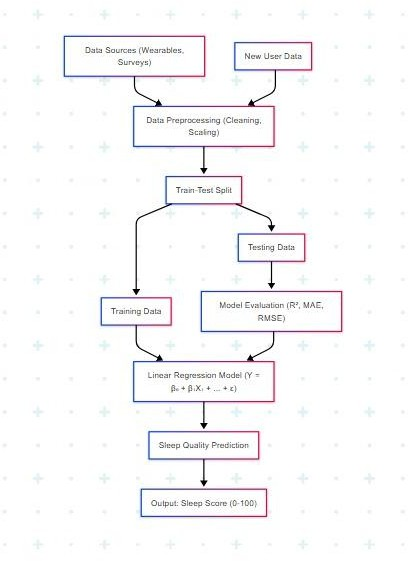 Data Sources (Wearables,
Surveys)
New User Data
Data Preprocessing (Cleaning,
Scaling)
Train-Test Split
Testing Data
Training Data
Model Evaluation (R², MAE,
RMSE)
Linear Regression Model (Y =
β₀ + β₁X₁ + ... + ε)
Sleep Quality Prediction
Output: Sleep Score (0-100)